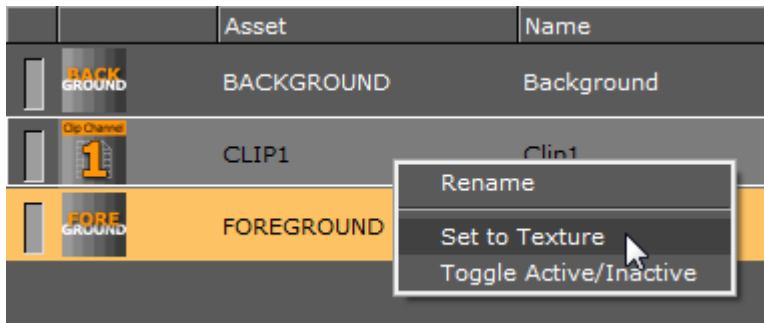 Asset Name
BACK
GROUND
BACKGROUND Background
Clip Channel
1
CLIP1 Clip1
Rename
FORE
GROUND
FOREGROUND
Set to Texture
Toggle Active/Inactive